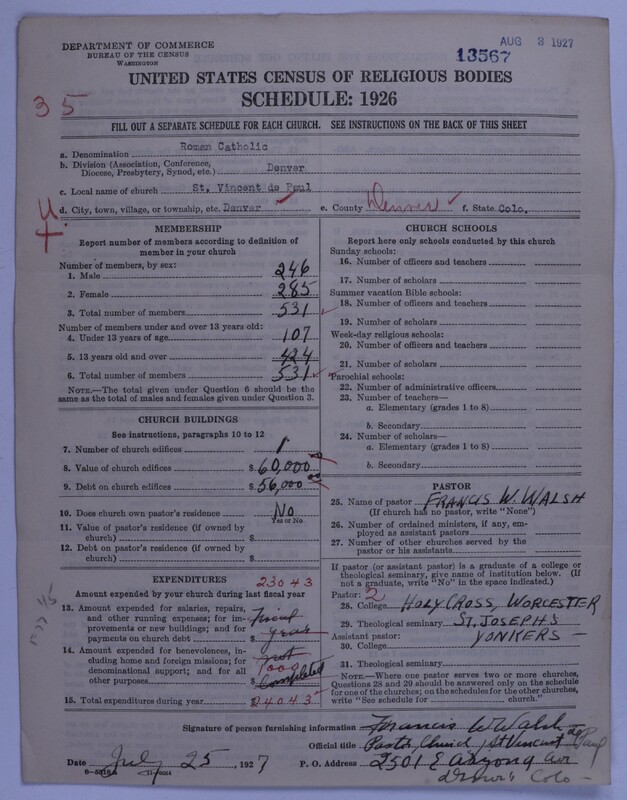 AUG 3 1927
13567
DEPARTMENT OF COMMERCE
BUREAU OF THE CENSUS
WASHINGTON
UNITED STATES CENSUS OF RELIGIOUS BODIES
SCHEDULE: 1926
35
FILL OUT A SEPARATE SCHEDULE FOR EACH CHURCH. SEE INSTRUCTIONS ON THE BACK OF THIS SHEET
a. Denomination Roman Catholic
b. Division (Association, Conference, Diocese, Presbytery, Synod, etc.) Denver
c. Local name of church St. Vincent de Paul
d. City, town, village, or township, etc. Denver e. County Denver f. State Colo.
MEMBERSHIP
Report number of members according to definition of
member in your church
Number of members, by sex:
1. Male 246
2. Female 285
3. Total number of members 531
Number of members under and over 13 years old:
4. Under 13 years of age 107
5. 13 years old and over 424
6. Total number of members 531
NOTE.—The total given under Question 6 should be
same as the total of males and females given under Question 3.
CHURCH BUILDINGS
See instructions, paragraphs 10 to 12
7. Number of church edifices 1
8. Value of church edifices $ 60,000
9. Debt on church edifices $ 56,000
10. Does church own pastor's residence? No
Yes or No
11. Value of pastor's residence (if owned by
church) $
12. Debt on pastor's residence (if owned by
church) $
EXPENDITURES 23043
Amount expended by your church during last fiscal year
13. Amount expended for salaries, repairs,
and other running expenses; for im-
provements or new buildings; and for
payments on church debt $
fiscal
year
14. Amount expended for benevolences, in-
cluding home and foreign missions; for
denominational support; and for all
other purposes $
just
1000
completed
15. Total expenditures during year $ 24043
CHURCH SCHOOLS
Report here only schools conducted by this church
Sunday schools:
16. Number of officers and teachers
17. Number of scholars
Summer vacation Bible schools:
18. Number of officers and teachers
19. Number of scholars
Week-day religious schools:
20. Number of officers and teachers
21. Number of scholars
Parochial schools:
22. Number of administrative officers
23. Number of teachers—
a. Elementary (grades 1 to 8)
b. Secondary
24. Number of scholars—
a. Elementary (grades 1 to 8)
b. Secondary
PASTOR
25. Name of pastor FRANCIS W. WALSH
(If church has no pastor, write "None")
26. Number of ordained ministers, if any, em-
ployed as assistant pastors
27. Number of other churches served by the
pastor or his assistants
If pastor (or assistant pastor) is a graduate of a college or
theological seminary, give name of institution below. (If
not a graduate, write "No" in the space indicated.)
Pastor: 2
28. College HOLY CROSS, WORCESTER
29. Theological seminary ST. JOSEPHS
Assistant pastor: YONKERS —
30. College
31. Theological seminary
NOTE.—Where one pastor serves two or more churches,
Questions 28 and 29 should be answered only on the schedule
for one of the churches; on the schedules for the other churches,
write "See schedule for church."
Signature of person furnishing information Francis W Walsh
Official title Pastor, Church, St Vincent de Paul
Date July 25, 1927 P. O. Address 2501 E Arizona Ave
Denver Colo —